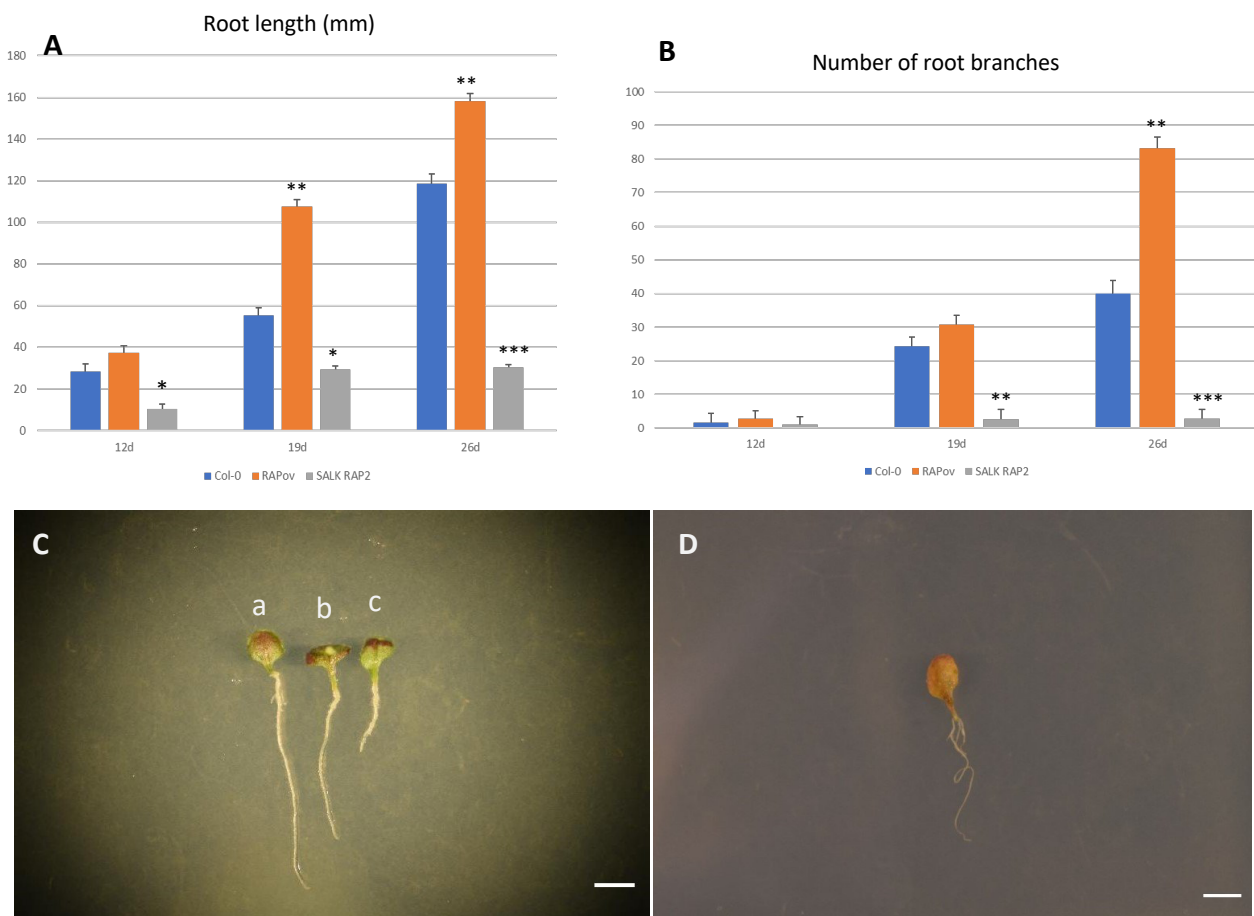 A
Root length (mm)
180
160
140
120
100
80
60
40
20
0
**
**
*
*
***
12d
19d
26d
Col-0 RAPov SALK RAP2
B
Number of root branches
100
90
80
70
60
50
40
30
20
10
0
**
**
***
12d
19d
26d
Col-0 RAPov SALK RAP2
C
a
b
c
D